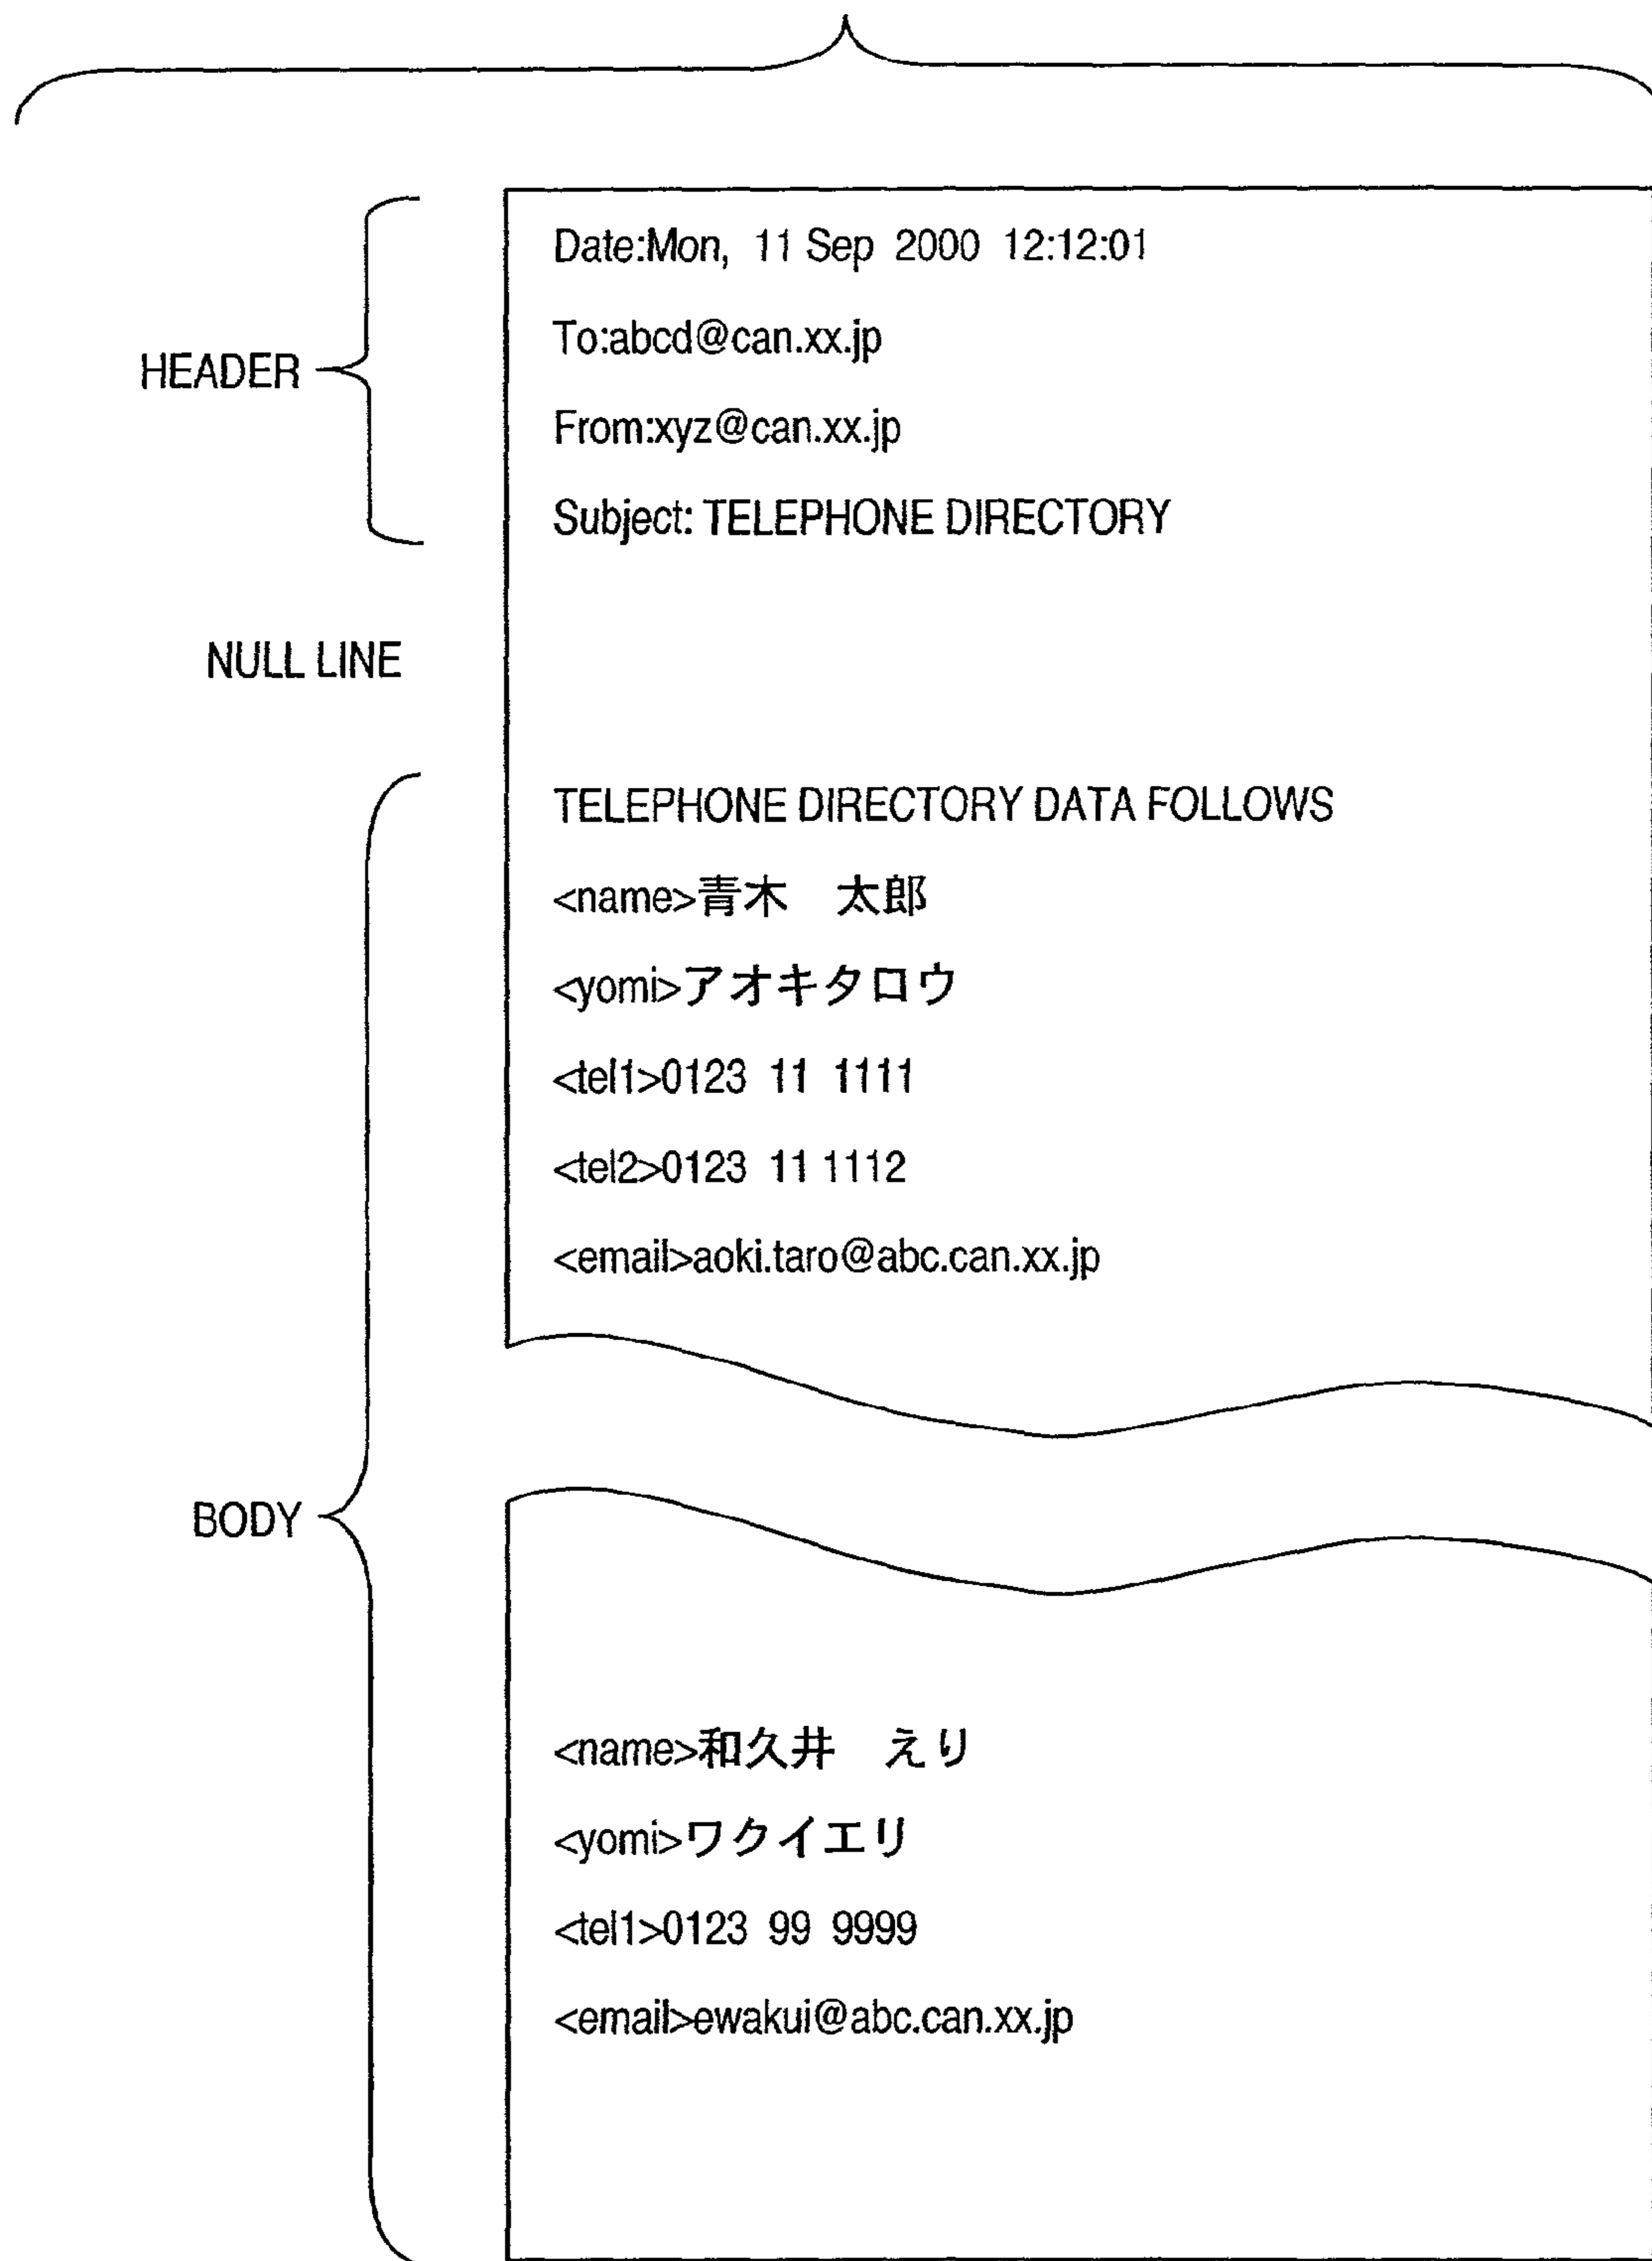 Date:Mon, 11 Sep 2000 12:12:01
To:abcd@can.xx.jp
HEADER
From:xyz@can.xx.jp
Subject: TELEPHONE DIRECTORY
NULL LINE
TELEPHONE DIRECTORY DATA FOLLOWS
<name>青木　太郎
<yomi>アオキタロウ
<tel1>0123 11 1111
<tel2>0123 11 1112
<email>aoki.taro@abc.can.xx.jp
BODY
<name>和久井　えり
<yomi>ワクイエリ
<tel1>0123 99 9999
<email>ewakui@abc.can.xx.jp